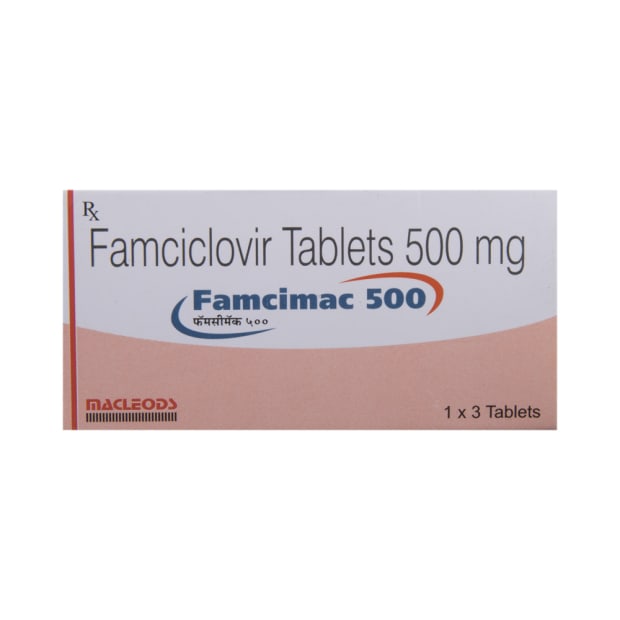 Rx
Famciclovir Tablets 500 mg
Famcimac 500
फॅमसीमॅक ५००
MACLEODS
1 x 3 Tablets